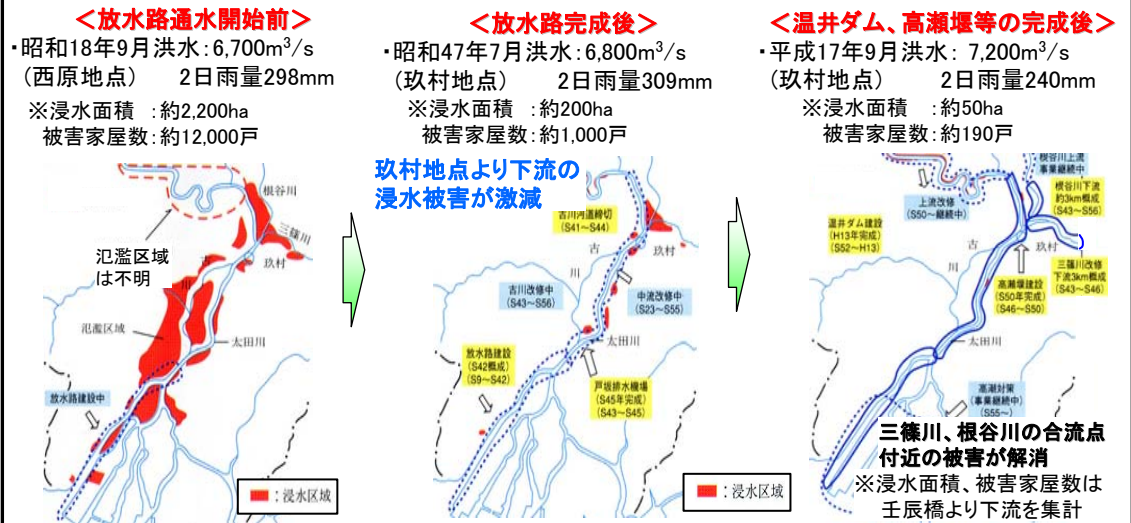 ＜放水路通水開始前＞
・昭和18年9月洪水：6,700m³/s
(西原地点)　2日雨量298mm
※浸水面積　：約2,200ha
被害家屋数：約12,000戸
根谷川
三篠川
玖村
氾濫区域
は不明
古
川
氾濫区域
太田川
放水路建設中
■：浸水区域
＜放水路完成後＞
・昭和47年7月洪水：6,800m³/s
(玖村地点)　2日雨量309mm
※浸水面積　：約200ha
被害家屋数：約1,000戸
玖村地点より下流の
浸水被害が激減
古川河道締切
(S41～S44)
玖村
古
川
古川改修中
(S43～S56)
中流改修中
(S23～S55)
太田川
放水路建設
(S42概成)
(S9～S42)
戸坂排水機場
(S45年完成)
(S43～S45)
■：浸水区域
＜温井ダム、高瀬堰等の完成後＞
・平成17年9月洪水：7,200m³/s
(玖村地点)　2日雨量240mm
※浸水面積　：約50ha
被害家屋数：約190戸
根谷川上流
事業継続中
上流改修
(S50～継続中)
根谷川下流
約3km概成
(S43～S56)
温井ダム建設
(H13年完成)
(S52～H13)
古
川
玖村
三篠川改修
下流3km概成
(S43～S46)
高瀬堰建設
(S50年完成)
(S46～S50)
太田川
高潮対策
(事業継続中)
(S55～)
三篠川、根谷川の合流点
付近の被害が解消
※浸水面積、被害家屋数は
壬辰橋より下流を集計